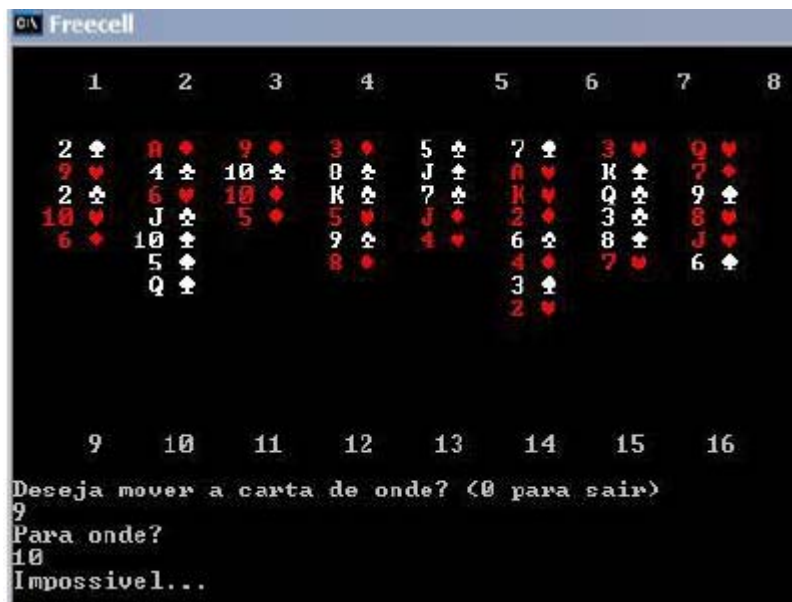 Freecell
1 2 3 4 5 6 7 8
2 ♠ A ♦ 9 ♦ 3 ♦ 5 ♣ 7 ♠ 3 ♥ Q ♥
9 ♥ 4 ♣ 10 ♣ 8 ♣ J ♣ A ♥ K ♠ 7 ♦
2 ♣ 6 ♥ 10 ♦ K ♣ 7 ♣ K ♥ Q ♣ 9 ♠
10 ♥ J ♠ 5 ♦ 5 ♥ J ♦ 2 ♦ 3 ♣ 8 ♥
6 ♦ 10 ♠ 9 ♣ 4 ♥ 6 ♣ 8 ♠ J ♥
5 ♠ 8 ♦ 4 ♦ 7 ♥ 6 ♠
Q ♠ 3 ♠
2 ♥
9 10 11 12 13 14 15 16
Deseja mover a carta de onde? (0 para sair)
9
Para onde?
10
Impossivel...